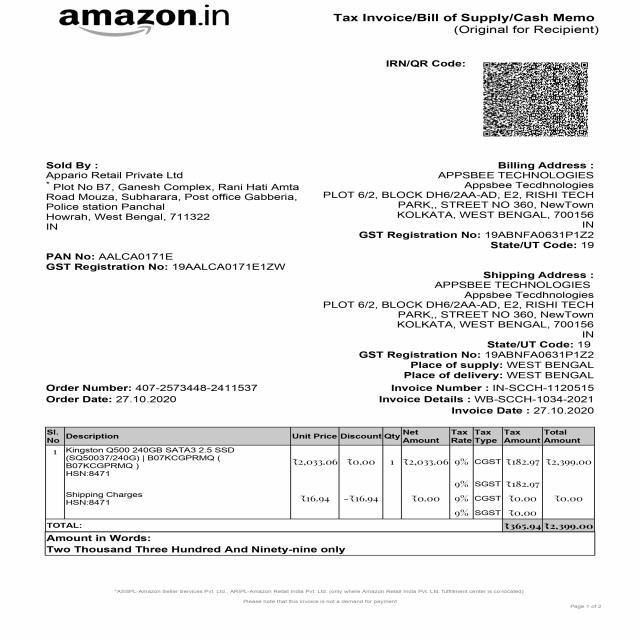 amazon.in
Tax Invoice/Bill of Supply/Cash Memo
(Original for Recipient)
IRN/QR Code:
Sold By :
Appario Retail Private Ltd
* Plot No B7, Ganesh Complex, Rani Hati Amta
Road Mouza, Subharara, Post office Gabberia,
Police station Panchal
Howrah, West Bengal, 711322
IN
PAN No: AALCA0171E
GST Registration No: 19AALCA0171E1ZW
Billing Address :
APPSBEE TECHNOLOGIES
Appsbee Tecdhnologies
PLOT 6/2, BLOCK DH6/2AA-AD, E2, RISHI TECH
PARK,, STREET NO 360, NewTown
KOLKATA, WEST BENGAL, 700156
IN
GST Registration No: 19ABNFA0631P1Z2
State/UT Code: 19
Shipping Address :
APPSBEE TECHNOLOGIES
PLOT 6/2, BLOCK DH6/2AA-AD, E2, RISHI TECH
PARK,, STREET NO 360, NewTown
KOLKATA, WEST BENGAL, 700156
IN
State/UT Code: 19
GST Registration No: 19ABNFA0631P1Z2
Place of supply: WEST BENGAL
Place of delivery: WEST BENGAL
Order Number: 407-2573448-2411537
Order Date: 27.10.2020
Invoice Number : IN-SCCH-1120515
Invoice Details : WB-SCCH-1034-2021
Invoice Date : 27.10.2020
Sl. No Description Unit Price Discount Qty Net Amount Tax Rate Tax Type Tax Amount Total Amount
1 Kingston Q500 240GB SATA3 2.5 SSD
(SQ50037/240G) | B07KCGPRMQ ( ₹2,033.06 ₹0.00 1 ₹2,033.06 9% CGST ₹182.97 ₹2,399.00
B07KCGPRMQ )
HSN:8471
9% SGST ₹182.97
Shipping Charges ₹16.94 -₹16.94 ₹0.00 9% CGST ₹0.00 ₹0.00
HSN:8471
9% SGST ₹0.00
TOTAL: ₹365.94 ₹2,399.00
Amount in Words:
Two Thousand Three Hundred And Ninety-nine only
*ASSPL-Amazon Seller Services Pvt. Ltd., ARIPL-Amazon Retail India Pvt. Ltd. (only where Amazon Retail India Pvt. Ltd. fulfillment center is co-located)
Please note that this invoice is not a demand for payment
Page 1 of 2